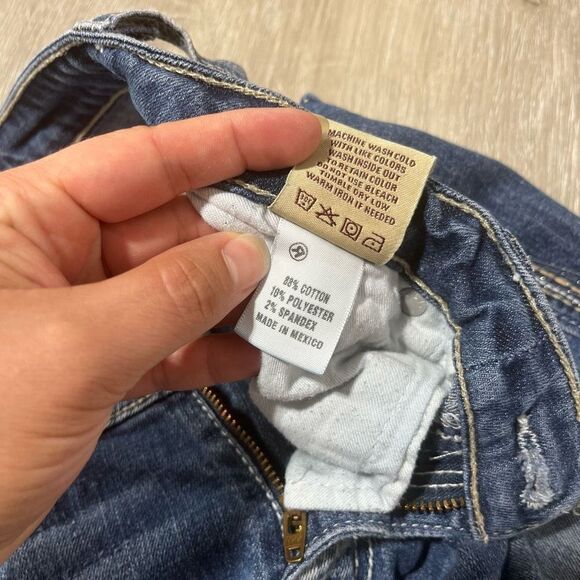 MACHINE WASH COLD
WITH LIKE COLORS
WASH INSIDE OUT
TO RETAIN COLOR
DO NOT USE BLEACH
TUMBLE DRY LOW
WARM IRON IF NEEDED
88% COTTON
10% POLYESTER
2% SPANDEX
MADE IN MEXICO